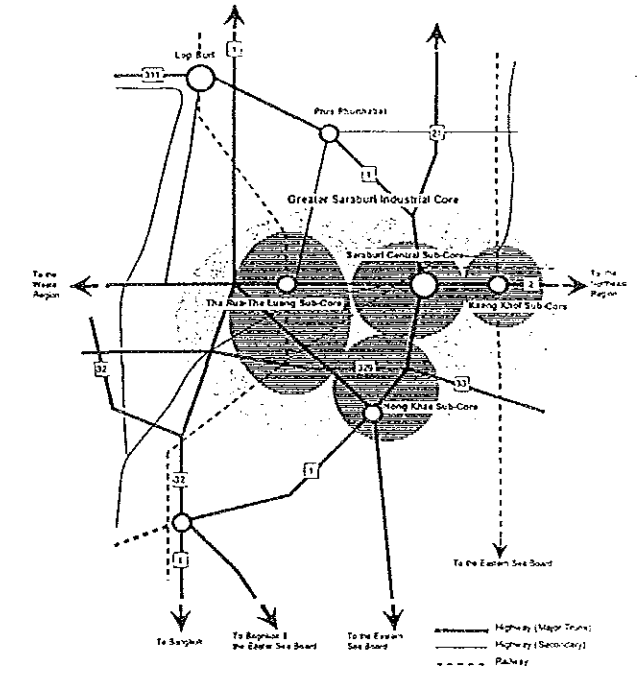 1
Lop Buri
311
21
Phra Phutthabat
1
Greater Saraburi Industrial Core
Saraburi Central Sub-Core
To the
Region
2
To the
Northeast
Region
Tha Rua-Tha Luang Sub-Core
Kaeng Khoi Sub-Core
32
329
33
Nong Khae Sub-Core
1
32
1
To the Eastern Sea Board
To Bangkok
To Bangkok &
the Easter Sea Board
To the Eastern
Sea Board
Highway (Major Trunk)
Highway (Secondary)
Railway